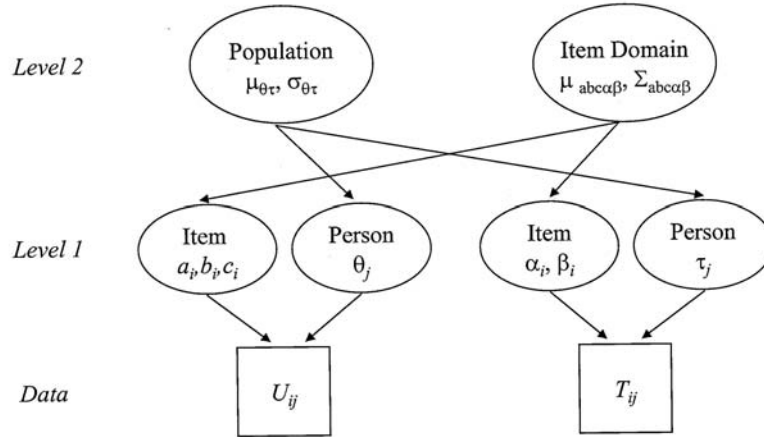 Level 2
Population
μθτ, σθτ
Item Domain
μ abcαβ, Σabcαβ
Level 1
Item
ai, bi, ci
Person
θj
Item
αi, βi
Person
τj
Data
Uij
Tij